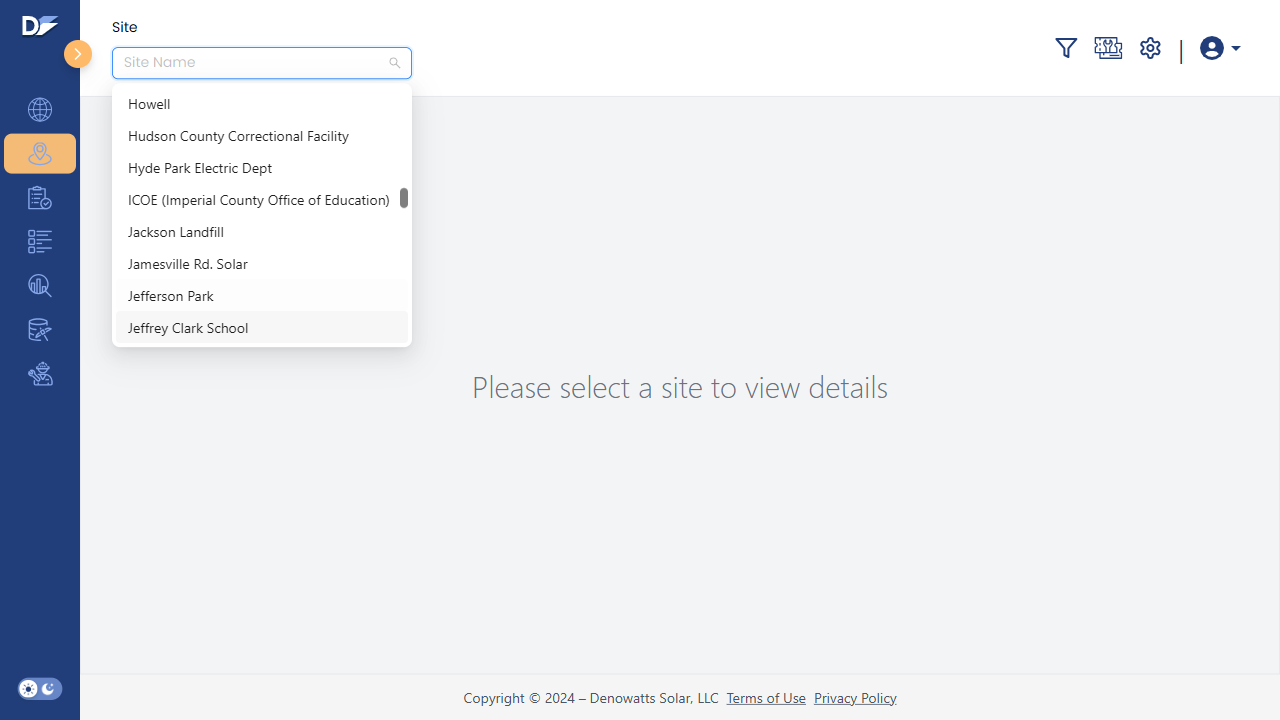 Site
Site Name
Howell
Hudson County Correctional Facility
Hyde Park Electric Dept
ICOE (Imperial County Office of Education)
Jackson Landfill
Jamesville Rd. Solar
Jefferson Park
Jeffrey Clark School
Please select a site to view details
Copyright © 2024 – Denowatts Solar, LLC Terms of Use Privacy Policy